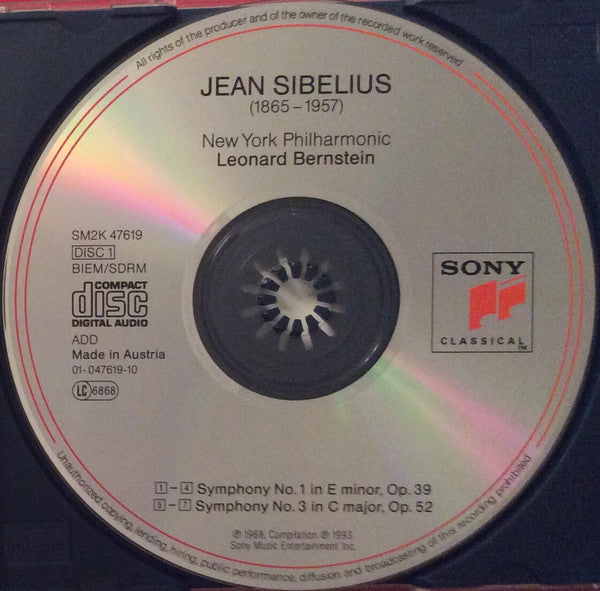 All rights of the producer and of the owner of the recorded work reserved
JEAN SIBELIUS
(1865 – 1957)
New York Philharmonic
Leonard Bernstein
SM2K 47619
DISC 1
BIEM/SDRM
COMPACT
disc
DIGITAL AUDIO
ADD
Made in Austria
01-047619-10
LC 6868
SONY
CLASSICAL™
1 – 4 Symphony No. 1 in E minor, Op. 39
5 – 7 Symphony No. 3 in C major, Op. 52
℗ 1968, Compilation ℗ 1993
Sony Music Entertainment Inc.
Unauthorized copying, lending, hiring, public performance, diffusion and broadcasting of this recording prohibited